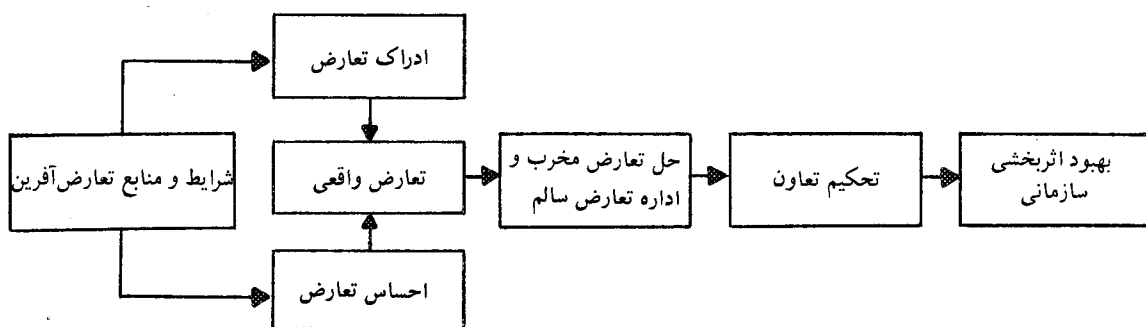 ادراک تعارض
شرایط و منابع تعارض‌آفرین
تعارض واقعی
حل تعارض مخرب و
اداره تعارض سالم
تحکیم تعاون
بهبود اثربخشی
سازمانی
احساس تعارض